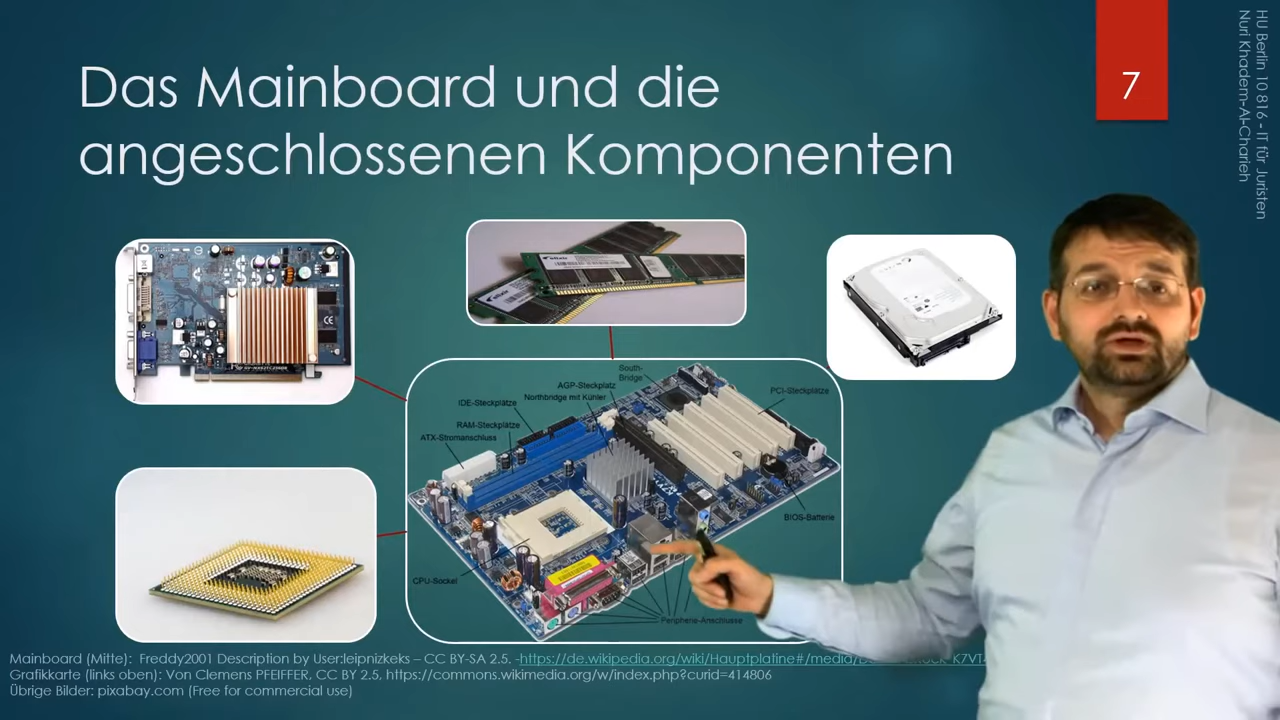 HU Berlin 10 816 - IT für Juristen
Nuri Khadem-Al-Charieh
7
Das Mainboard und die
angeschlossenen Komponenten
South-
Bridge
AGP-Steckplatz
PCI-Steckplätze
Northbridge mit Kühler
IDE-Steckplätze
RAM-Steckplätze
ATX-Stromanschluss
BIOS-Batterie
CPU-Sockel
Peripherie-Anschlüsse
Mainboard (Mitte): Freddy2001 Description by User:leipnizkeks – CC BY-SA 2.5. -https://de.wikipedia.org/wiki/Hauptplatine#/media/
Grafikkarte (links oben): Von Clemens PFEIFFER, CC BY 2.5, https://commons.wikimedia.org/w/index.php?curid=414806
Übrige Bilder: pixabay.com (Free for commercial use)